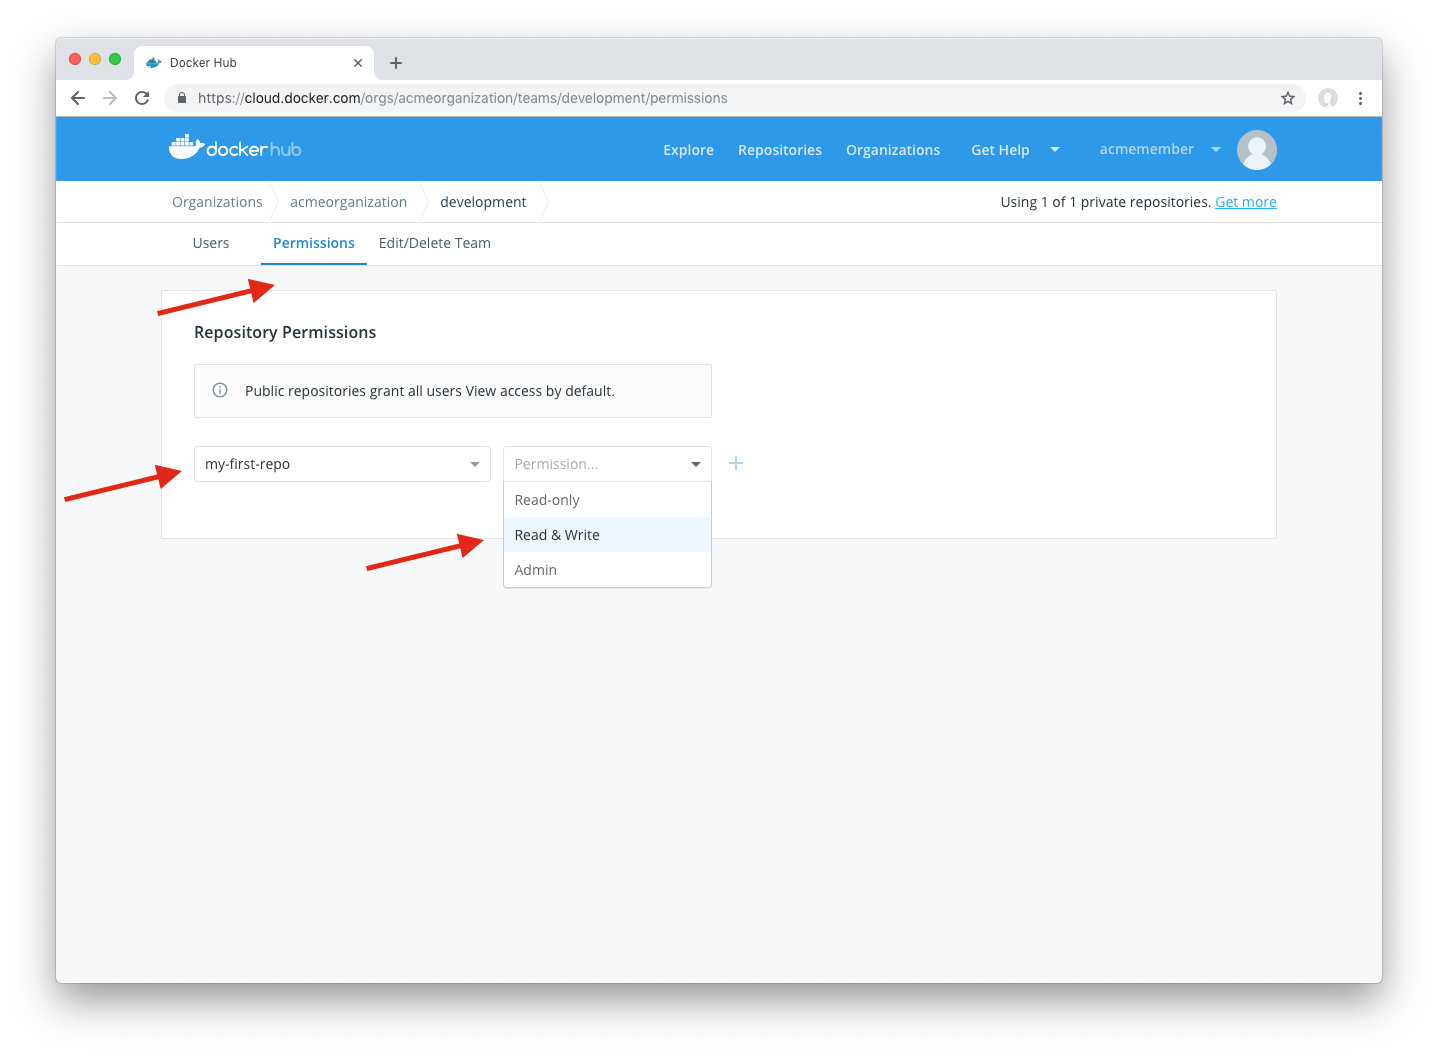 Docker Hub
https://cloud.docker.com/orgs/acmeorganization/teams/development/permissions
docker hub Explore Repositories Organizations Get Help acmemember
Organizations acmeorganization development Using 1 of 1 private repositories. Get more
Users Permissions Edit/Delete Team
Repository Permissions
Public repositories grant all users View access by default.
my-first-repo Permission...
Read-only
Read & Write
Admin